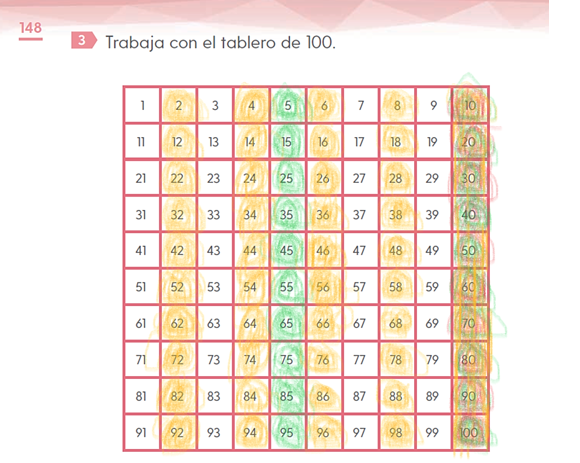 148
3 Trabaja con el tablero de 100.
1 2 3 4 5 6 7 8 9 10
11 12 13 14 15 16 17 18 19 20
21 22 23 24 25 26 27 28 29 30
31 32 33 34 35 36 37 38 39 40
41 42 43 44 45 46 47 48 49 50
51 52 53 54 55 56 57 58 59 60
61 62 63 64 65 66 67 68 69 70
71 72 73 74 75 76 77 78 79 80
81 82 83 84 85 86 87 88 89 90
91 92 93 94 95 96 97 98 99 100